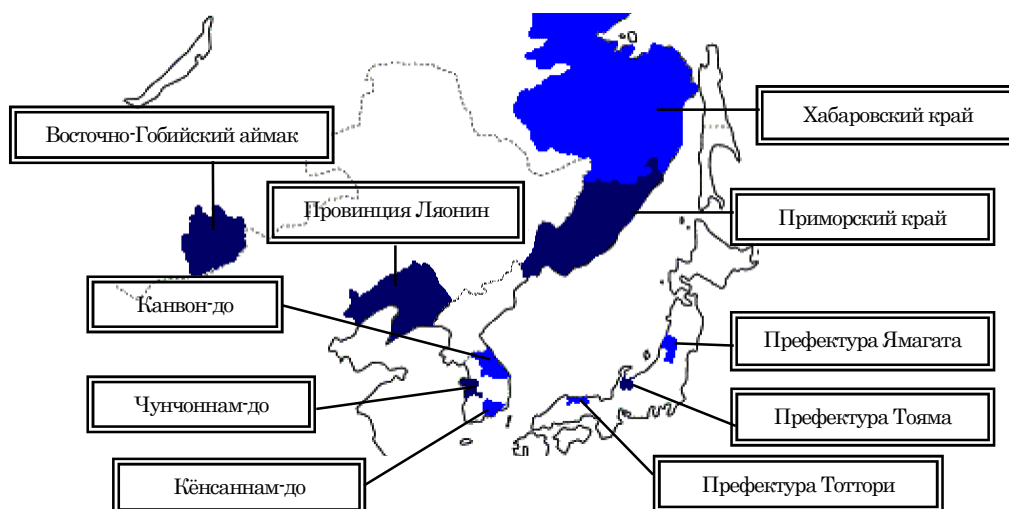 Хабаровский край
Восточно-Гобийский аймак
Провинция Ляонин
Приморский край
Канвон-до
Префектура Ямагата
Чунчоннам-до
Префектура Тояма
Кёнсаннам-до
Префектура Тоттори